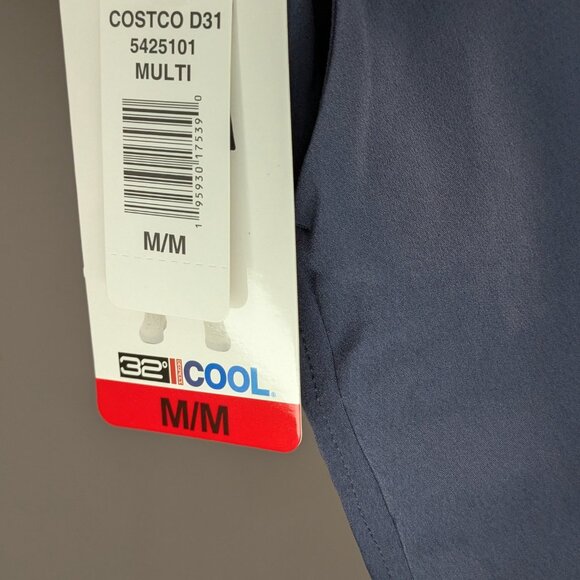 COSTCO D31
5425101
MULTI
1 95930 17539 0
M/M
32° COOL®
M/M